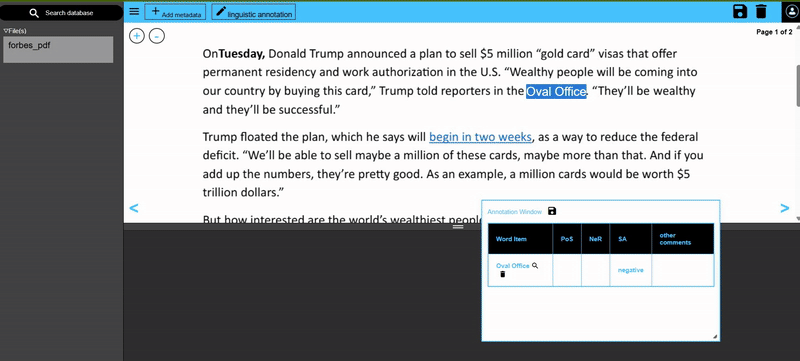 Search database
+ Add metadata
linguistic annotation
▽File(s)
forbes_pdf
+ -
Page 1 of 2
OnTuesday, Donald Trump announced a plan to sell $5 million “gold card” visas that offer
permanent residency and work authorization in the U.S. “Wealthy people will be coming into
our country by buying this card,” Trump told reporters in the Oval Office. “They’ll be wealthy
and they’ll be successful.”
Trump floated the plan, which he says will begin in two weeks, as a way to reduce the federal
deficit. “We’ll be able to sell maybe a million of these cards, maybe more than that. And if you
add up the numbers, they’re pretty good. As an example, a million cards would be worth $5
trillion dollars.”
< >
But how interested are the world’s wealthiest
Annotation Window
Word Item PoS NeR SA other
comments
Oval Office
negative